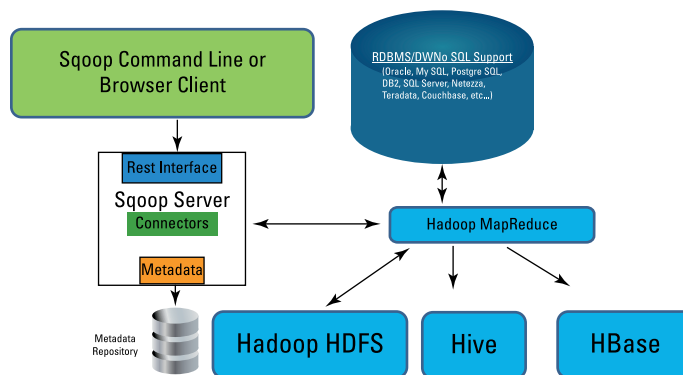 Sqoop Command Line or
Browser Client
RDBMS/DWNo SQL Support
(Oracle, My SQL, Postgre SQL,
DB2, SQL Server, Netezza,
Teradata, Couchbase, etc...)
Rest Interface
Sqoop Server
Connectors
Metadata
Hadoop MapReduce
Metadata
Repository
Hadoop HDFS
Hive
HBase